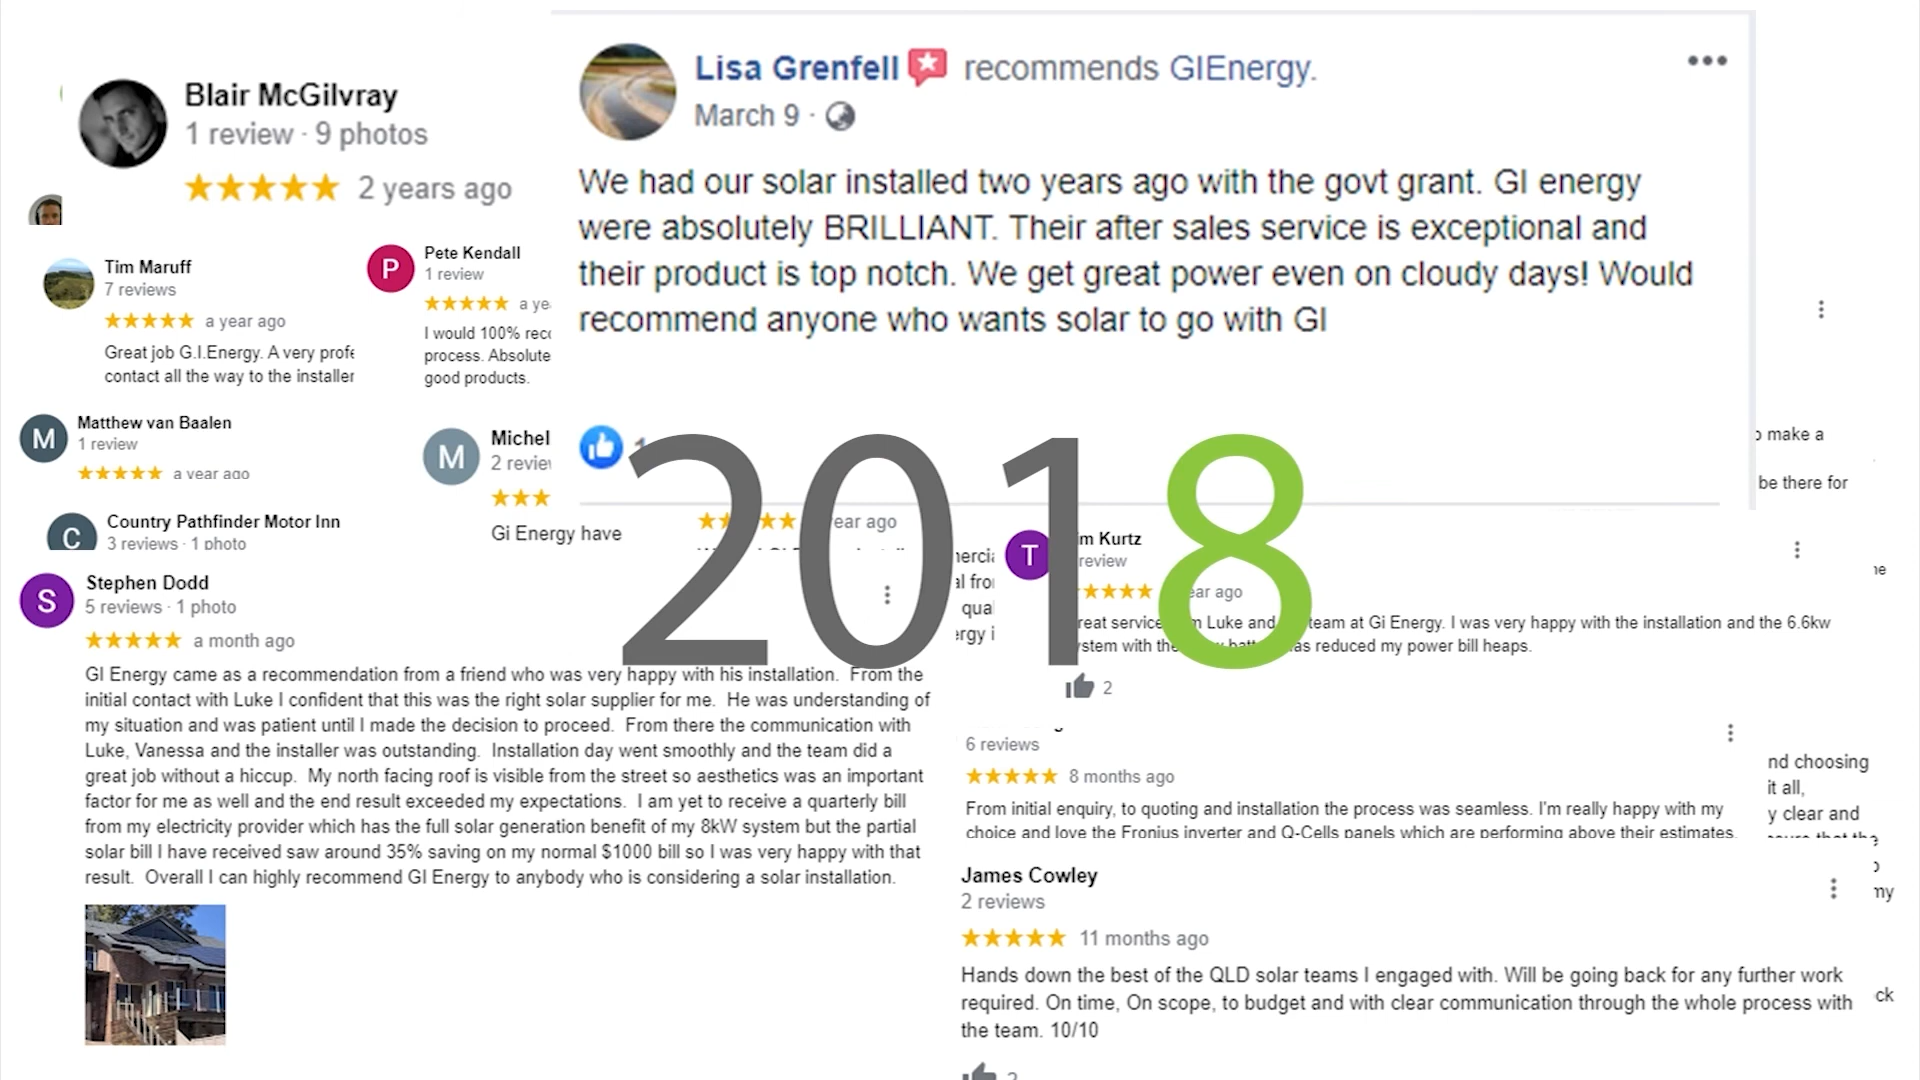 Blair McGilvray
1 review · 9 photos
2 years ago
Lisa Grenfell recommends GIEnergy.
March 9 ·
We had our solar installed two years ago with the govt grant. GI energy
were absolutely BRILLIANT. Their after sales service is exceptional and
their product is top notch. We get great power even on cloudy days! Would
recommend anyone who wants solar to go with GI
Tim Maruff
7 reviews
a year ago
Great job G.I.Energy. A very
contact all the way to the installer
P
Pete Kendall
1 review
a
I would 100%
process.
good products.
M
Matthew van Baalen
1 review
a year ago
M
Michel
2
Gi Energy have
C
Country Pathfinder Motor Inn
3 reviews · 1 photo
ago
make a
be there for
2018
S
Stephen Dodd
5 reviews · 1 photo
a month ago
GI Energy came as a recommendation from a friend who was very happy with his installation. From the
initial contact with Luke I confident that this was the right solar supplier for me. He was understanding of
my situation and was patient until I made the decision to proceed. From there the communication with
Luke, Vanessa and the installer was outstanding. Installation day went smoothly and the team did a
great job without a hiccup. My north facing roof is visible from the street so aesthetics was an important
factor for me as well and the end result exceeded my expectations. I am yet to receive a quarterly bill
from my electricity provider which has the full solar generation benefit of my 8kW system but the partial
solar bill I have received saw around 35% saving on my normal $1000 bill so I was very happy with that
result. Overall I can highly recommend GI Energy to anybody who is considering a solar installation.
T
Kurtz
review
ago
service Luke and team at Gi Energy. I was very happy with the installation and the 6.6kw
with the reduced my power bill heaps.
2
6 reviews
8 months ago
From initial enquiry, to quoting and installation the process was seamless. I'm really happy with my
choice and love the Fronius inverter and Q-Cells panels which are performing above their estimates.
nd choosing
it all,
y clear and
my
ck
James Cowley
2 reviews
11 months ago
Hands down the best of the QLD solar teams I engaged with. Will be going back for any further work
required. On time, On scope, to budget and with clear communication through the whole process with
the team. 10/10